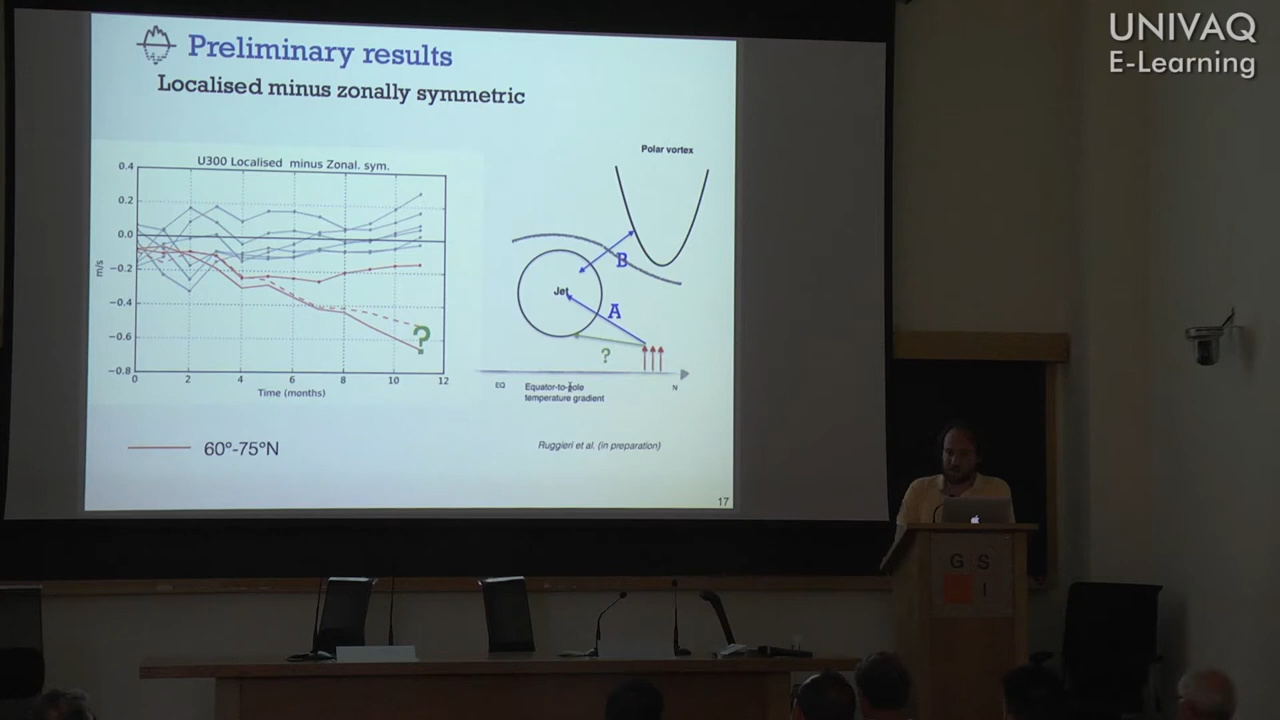 UNIVAQ
E-Learning
Preliminary results
Localised minus zonally symmetric
U300 Localised minus Zonal. sym.
0.4
0.2
0.0
−0.2
−0.4
−0.6
−0.8
m/s
0 2 4 6 8 10 12
Time (months)
?
60°-75°N
Polar vortex
B
Jet
A
?
EQ
N
Equator-to-pole
temperature gradient
Ruggieri et al. (in preparation)
17
G S
I